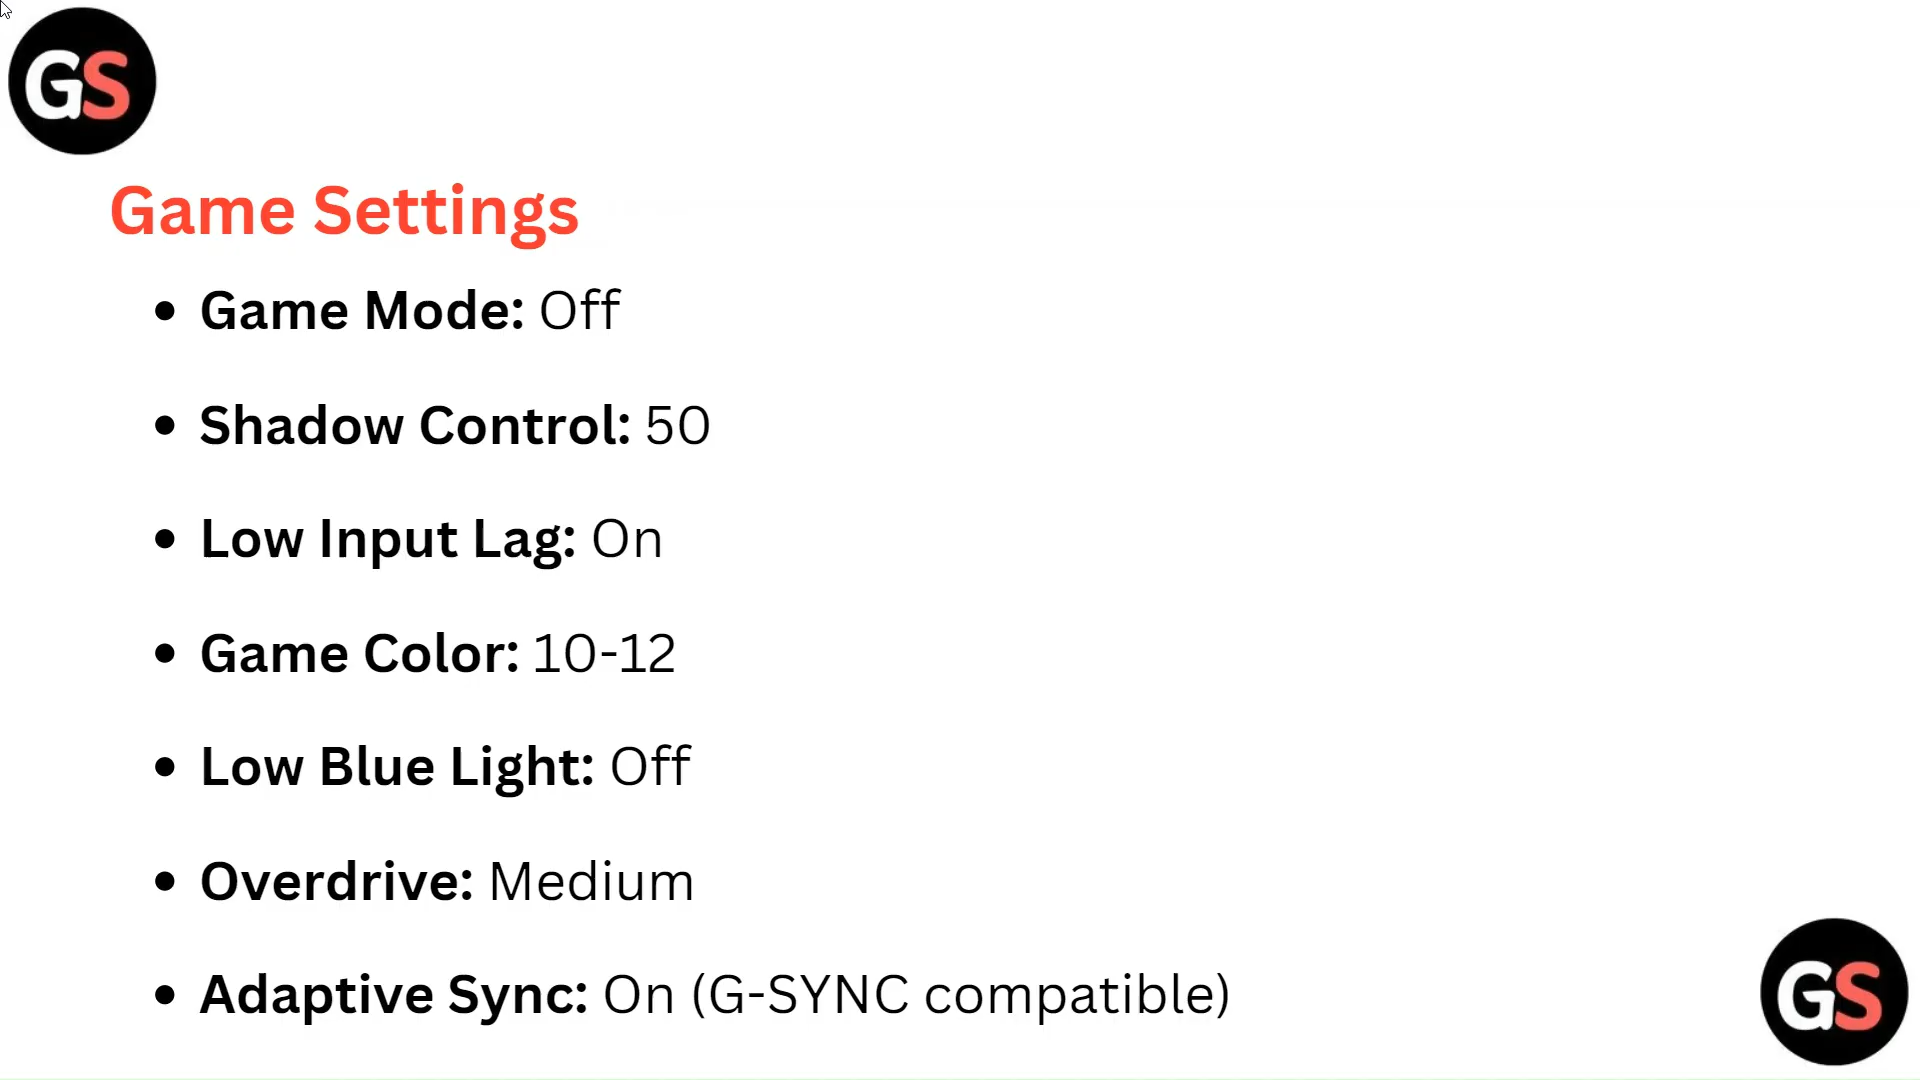 GS
Game Settings
• Game Mode: Off
• Shadow Control: 50
• Low Input Lag: On
• Game Color: 10-12
• Low Blue Light: Off
• Overdrive: Medium
• Adaptive Sync: On (G-SYNC compatible)
GS